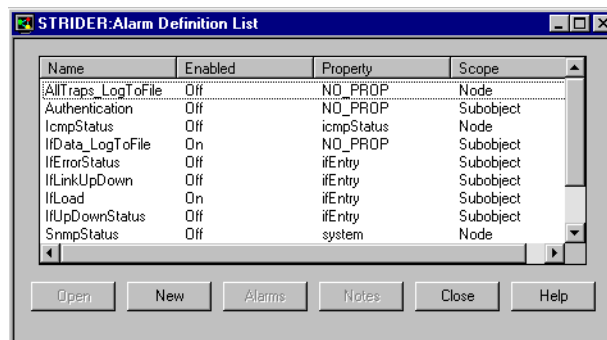 STRIDER:Alarm Definition List
Name Enabled Property Scope
AllTraps_LogToFile Off NO_PROP Node
Authentication Off NO_PROP Subobject
IcmpStatus Off icmpStatus Node
IfData_LogToFile On NO_PROP Subobject
IfErrorStatus Off ifEntry Subobject
IfLinkUpDown Off ifEntry Subobject
IfLoad On ifEntry Subobject
IfUpDownStatus Off ifEntry Subobject
SnmpStatus Off system Node
Open New Alarms Notes Close Help